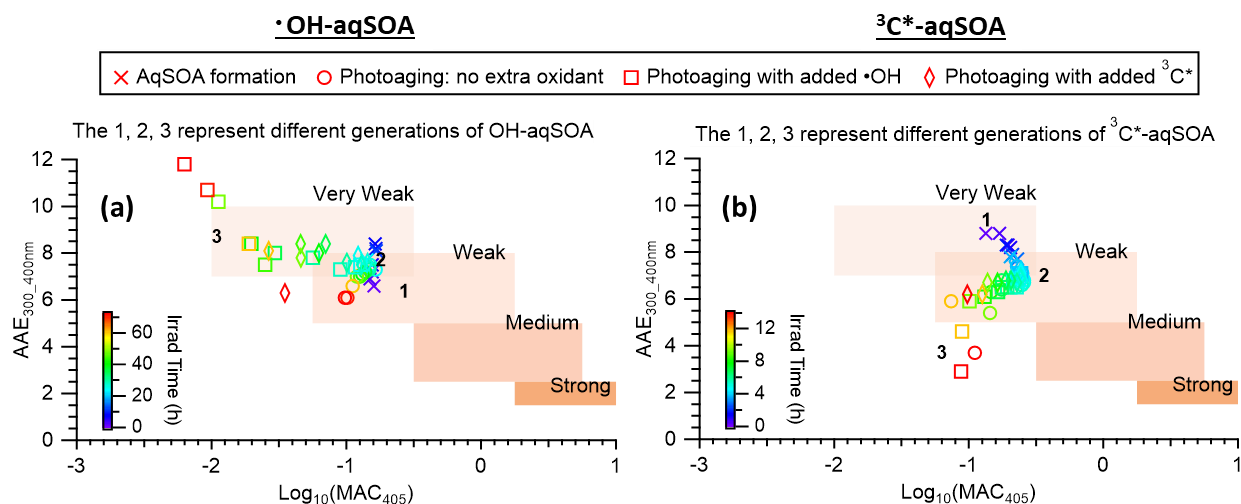 •OH-aqSOA
³C*-aqSOA
AqSOA formation
Photoaging: no extra oxidant
Photoaging with added •OH
Photoaging with added ³C*
The 1, 2, 3 represent different generations of OH-aqSOA
12
10
8
6
4
2
0
AAE300_400nm
(a)
Very Weak
Weak
Medium
Strong
3
2
1
60
40
20
0
Irrad Time (h)
-3
-2
-1
0
1
Log10(MAC405)
The 1, 2, 3 represent different generations of ³C*-aqSOA
12
10
8
6
4
2
0
AAE300_400nm
(b)
Very Weak
Weak
Medium
Strong
1
2
3
12
8
4
0
Irrad Time (h)
-3
-2
-1
0
1
Log10(MAC405)